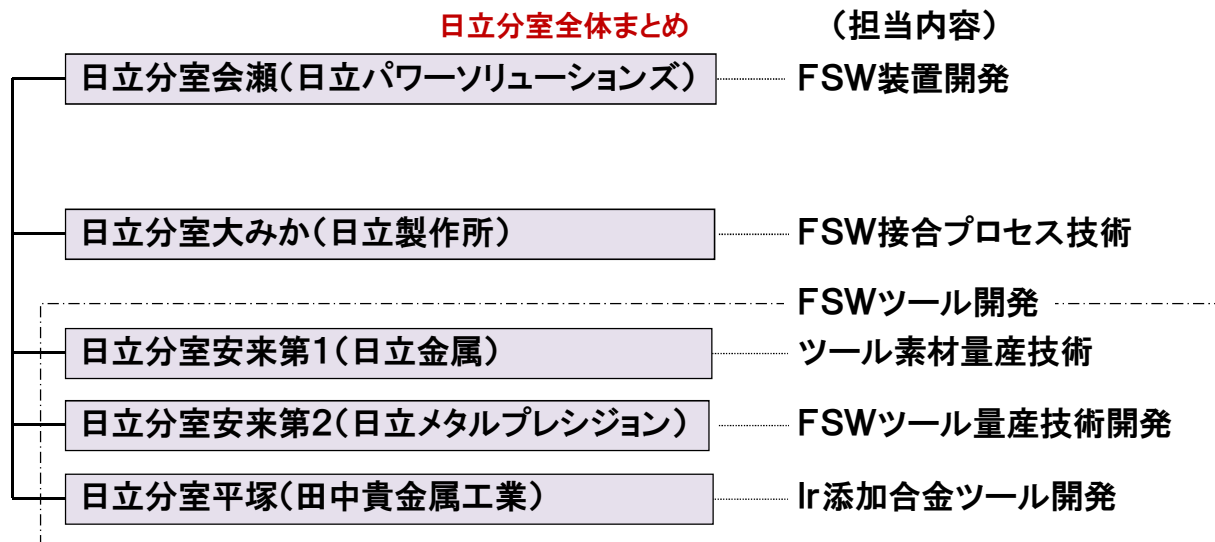 日立分室全体まとめ （担当内容）
日立分室会瀬（日立パワーソリューションズ） FSW装置開発
日立分室大みか（日立製作所） FSW接合プロセス技術
FSWツール開発
日立分室安来第１（日立金属） ツール素材量産技術
日立分室安来第２（日立メタルプレシジョン） FSWツール量産技術開発
日立分室平塚（田中貴金属工業） Ir添加合金ツール開発